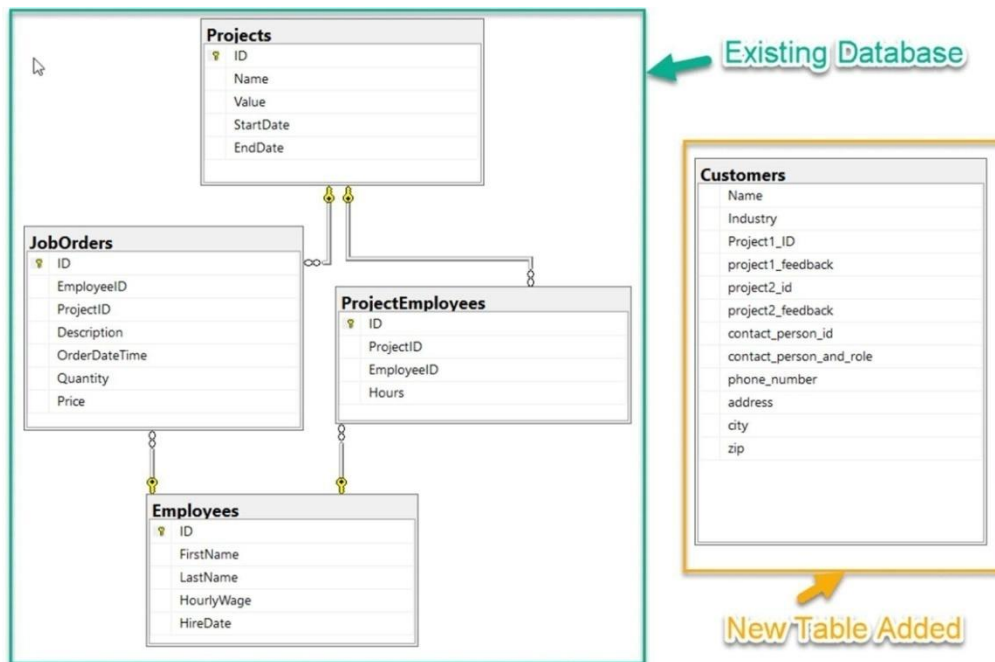 Projects
ID
Name
Value
StartDate
EndDate
Existing Database
JobOrders
ID
EmployeeID
ProjectID
Description
OrderDateTime
Quantity
Price
ProjectEmployees
ID
ProjectID
EmployeeID
Hours
Employees
ID
FirstName
LastName
HourlyWage
HireDate
Customers
Name
Industry
Project1_ID
project1_feedback
project2_id
project2_feedback
contact_person_id
contact_person_and_role
phone_number
address
city
zip
New Table Added